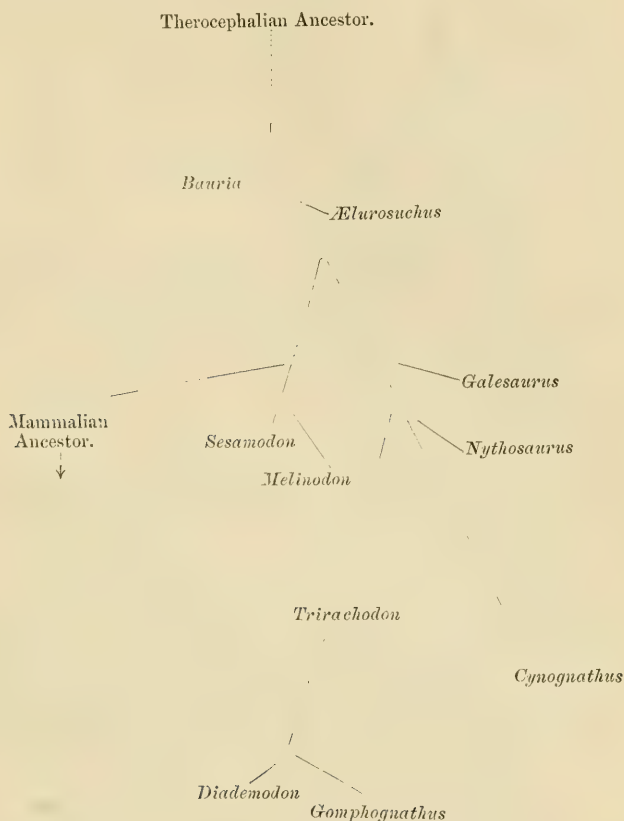 Therocephalian Ancestor.
Bauria
Ælurosuchus
Galesaurus
Mammalian
Ancestor.
Sesamodon
Nythosaurus
Melinodon
Trirachodon
Cynognathus
Diademodon
Gomphognathus